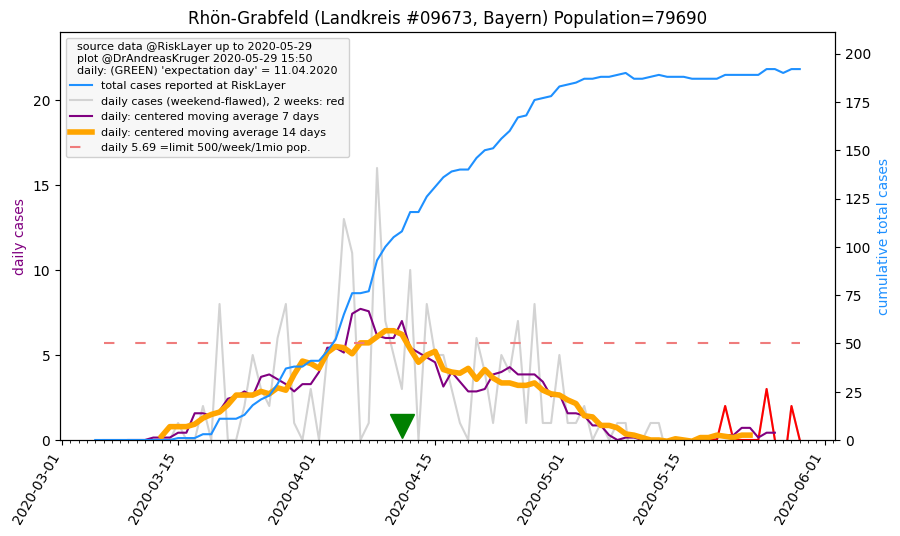 Rhön-Grabfeld (Landkreis #09673, Bayern) Population=79690
source data @RiskLayer up to 2020-05-29
plot @DrAndreasKruger 2020-05-29 15:50
daily: (GREEN) 'expectation day' = 11.04.2020
total cases reported at RiskLayer
daily cases (weekend-flawed), 2 weeks: red
daily: centered moving average 7 days
daily: centered moving average 14 days
daily 5.69 =limit 500/week/1mio pop.
daily cases
20
15
10
5
0
cumulative total cases
200
175
150
125
100
75
50
25
0
2020-03-01
2020-03-15
2020-04-01
2020-04-15
2020-05-01
2020-05-15
2020-06-01